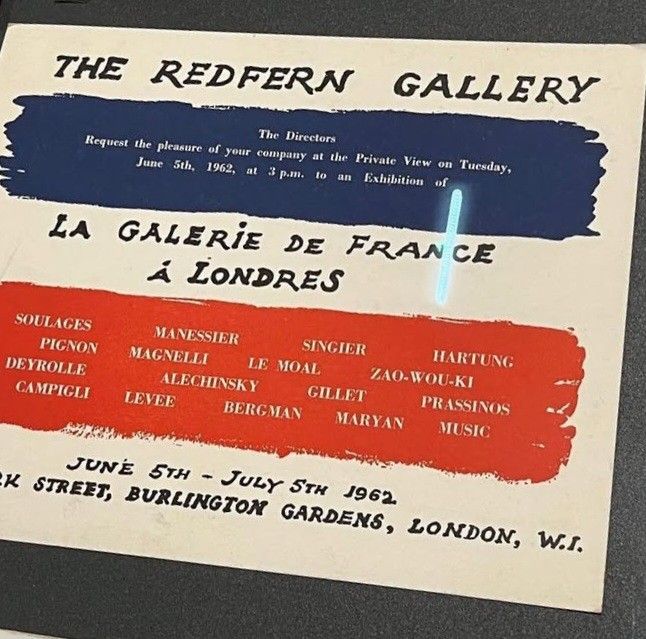 THE REDFERN GALLERY
The Directors
Request the pleasure of your company at the Private View on Tuesday,
June 5th, 1962, at 3 p.m. to an Exhibition of
LA GALERiE DE FRANCE
À LONDRES
SOULAGES MANESSIER SINGIER HARTUNG
PIGNON MAGNELLI LE MOAL ZAO-WOU-KI
DEYROLLE ALECHINSKY GILLET PRASSINOS
CAMPIGLI LEVEE BERGMAN MARYAN MUSIC
JUNE 5TH - JULY 5TH 1962
STREET, BURLINGTON GARDENS, LONDON, W.I.